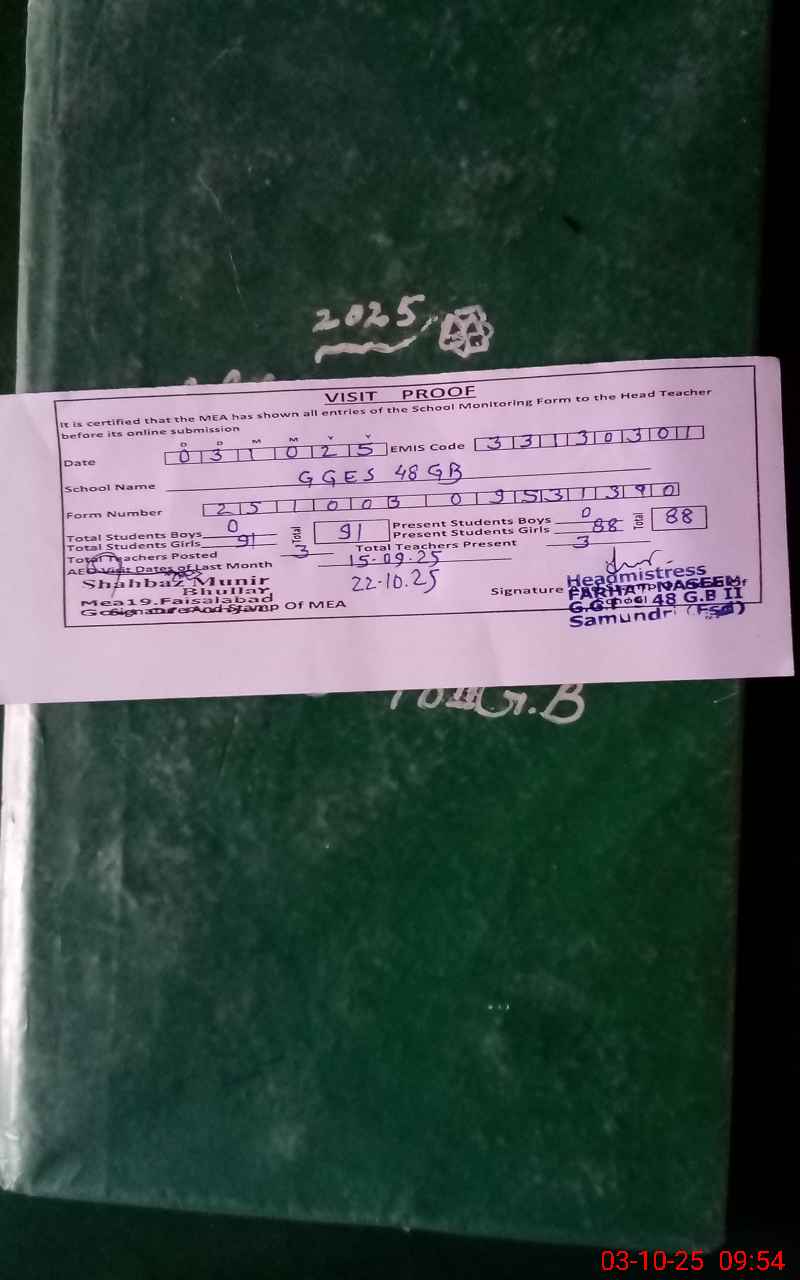 2025
VISIT PROOF
It is certified that the MEA has shown all entries of the School Monitoring Form to the Head Teacher
before its online submission
D D M M Y Y
Date 0 3 1 0 2 5 EMIS Code 3 3 1 3 0 3 0 1
School Name GGES 48 GB
Form Number 2 5 1 0 0 3 0 9 5 3 1 3 9 0
Total Students Boys 0 Total 91 Present Students Boys 0 Total 88
Total Students Girls 91 Present Students Girls 88
Total Teachers Posted 3 Total Teachers Present 3
AEO Visit Dates of Last Month 15-09-25
22-10-25
Shahbaz Munir
Bhullar
Mea19.Faisalabad
Signature And Stamp Of MEA
Signature
Headmistress
FARHAT NASEEM
48 G.B II
Samundri (Fsd)
G.B
03-10-25 09:54